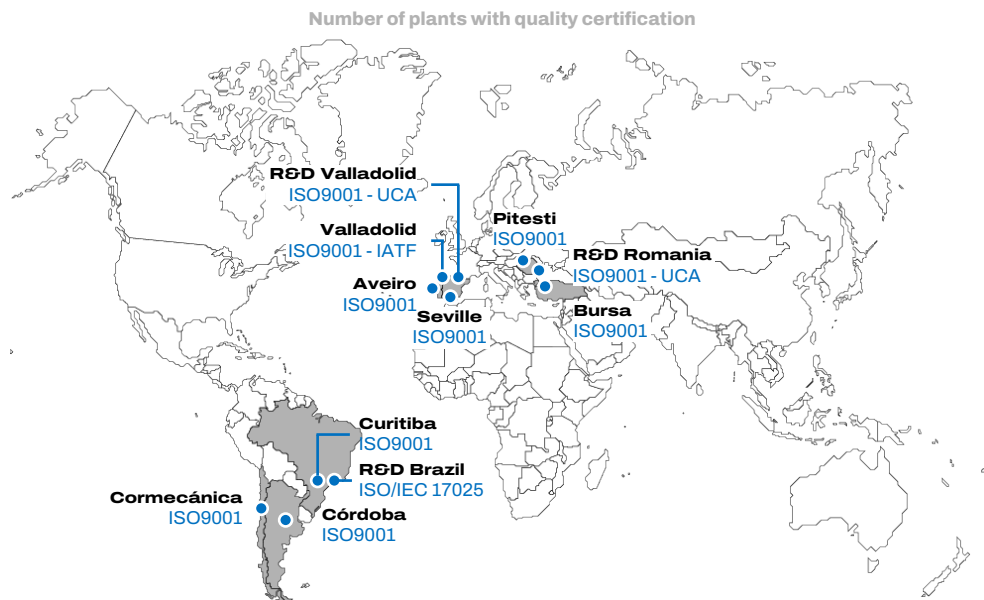 Number of plants with quality certification
R&D Valladolid
ISO9001 - UCA
Valladolid
ISO9001 - IATF
Aveiro
ISO9001
Seville
ISO9001
Pitesti
ISO9001
R&D Romania
ISO9001 - UCA
Bursa
ISO9001
Curitiba
ISO9001
R&D Brazil
ISO/IEC 17025
Cormecánica
ISO9001
Córdoba
ISO9001